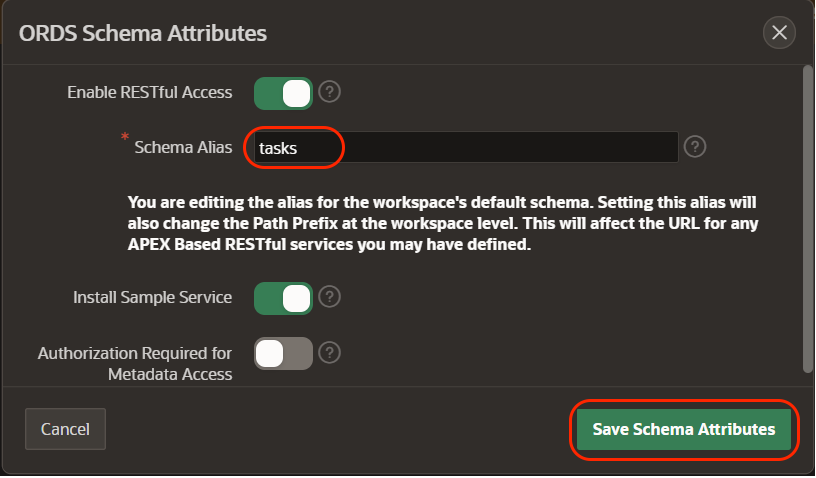 ORDS Schema Attributes
Enable RESTful Access ?
* Schema Alias tasks ?
You are editing the alias for the workspace's default schema. Setting this alias will
also change the Path Prefix at the workspace level. This will affect the URL for any
APEX Based RESTful services you may have defined.
Install Sample Service ?
Authorization Required for ?
Metadata Access
Cancel Save Schema Attributes